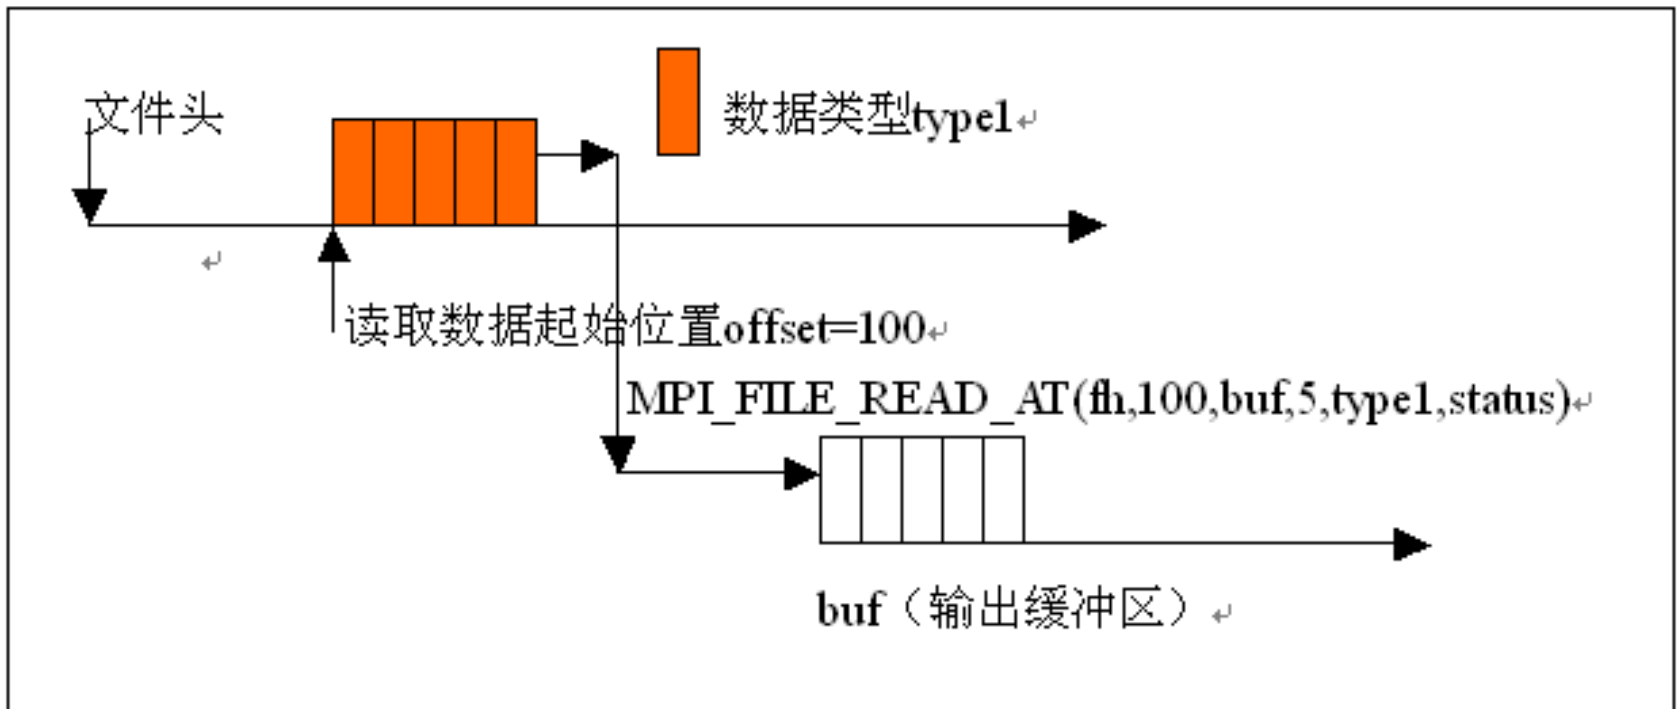 文件头
数据类型type1↵
↵
读取数据起始位置offset=100↵
MPI_FILE_READ_AT(fh,100,buf,5,type1,status)↵
buf（输出缓冲区）↵